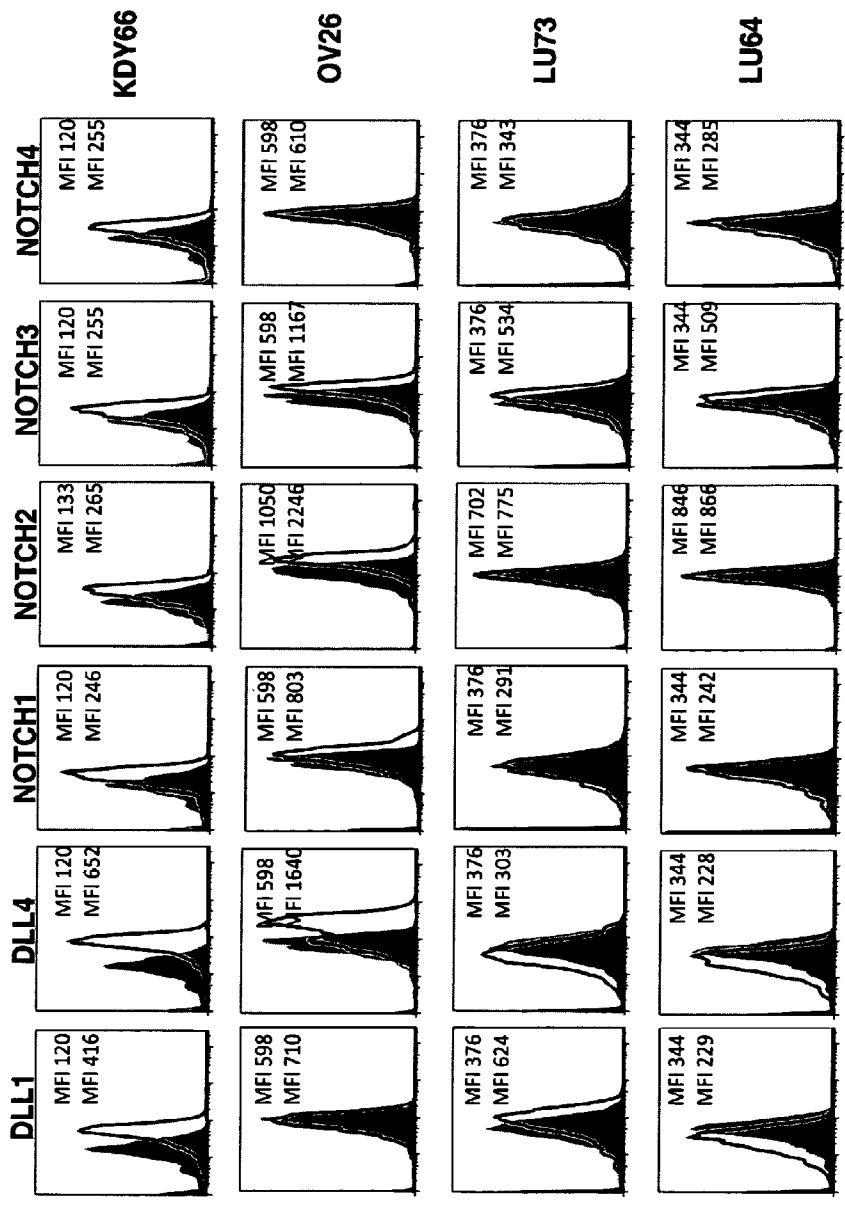 DLL1
DLL4
NOTCH1
NOTCH2
NOTCH3
NOTCH4
MFI 120
MFI 416
MFI 120
MFI 652
MFI 120
MFI 246
MFI 133
MFI 265
MFI 120
MFI 255
MFI 120
MFI 255
KDY66
MFI 598
MFI 710
MFI 598
MFI 1640
MFI 598
MFI 803
MFI 1050
MFI 2246
MFI 598
MFI 1167
MFI 598
MFI 610
OV26
MFI 376
MFI 624
MFI 376
MFI 303
MFI 376
MFI 291
MFI 702
MFI 775
MFI 376
MFI 534
MFI 376
MFI 343
LU73
MFI 344
MFI 229
MFI 344
MFI 228
MFI 344
MFI 242
MFI 846
MFI 866
MFI 344
MFI 509
MFI 344
MFI 285
LU64